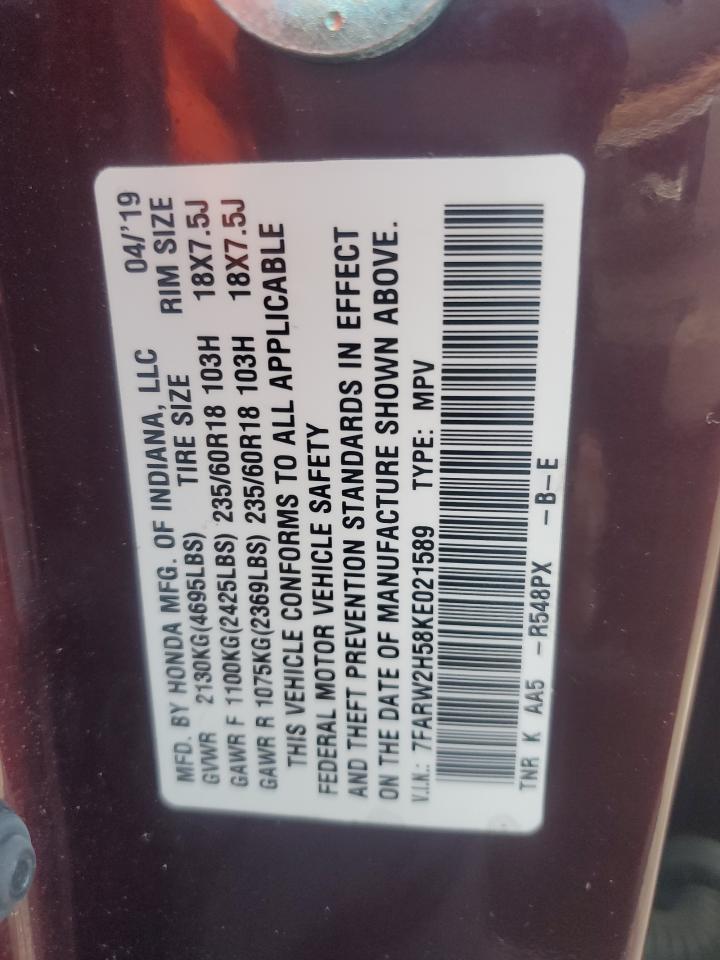 MFD. BY HONDA MFG. OF INDIANA, LLC 04/'19
GVWR 2130KG(4695LBS) TIRE SIZE RIM SIZE
GAWR F 1100KG(2425LBS) 235/60R18 103H 18X7.5J
GAWR R 1075KG(2369LBS) 235/60R18 103H 18X7.5J
THIS VEHICLE CONFORMS TO ALL APPLICABLE
FEDERAL MOTOR VEHICLE SAFETY
AND THEFT PREVENTION STANDARDS IN EFFECT
ON THE DATE OF MANUFACTURE SHOWN ABOVE.
V.I.N.: 7FARW2H58KE021589 TYPE: MPV
TNR K AA5 -R548PX -B-E